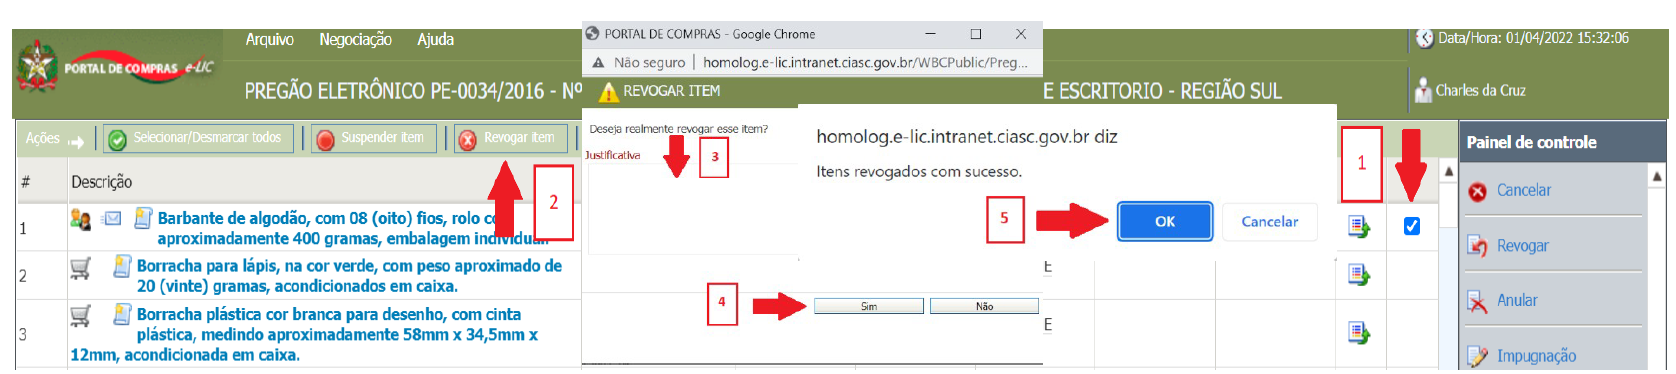 Arquivo Negociação Ajuda
PORTAL DE COMPRAS e-LIC
PREGÃO ELETRÔNICO PE-0034/2016 - Nº
E ESCRITORIO - REGIÃO SUL
Data/Hora: 01/04/2022 15:32:06
Charles da Cruz
PORTAL DE COMPRAS - Google Chrome
Não seguro | homolog.e-lic.intranet.ciasc.gov.br/WBCPublic/Preg...
REVOGAR ITEM
Deseja realmente revogar esse item?
Justificativa
3
4
Sim
Não
homolog.e-lic.intranet.ciasc.gov.br diz
Itens revogados com sucesso.
5
OK
Cancelar
1
Ações
Selecionar/Desmarcar todos
Suspender item
Revogar item
2
# Descrição
1 Barbante de algodão, com 08 (oito) fios, rolo
aproximadamente 400 gramas, embalagem
2 Borracha para lápis, na cor verde, com peso aproximado de
20 (vinte) gramas, acondicionados em caixa.
E
3 Borracha plástica cor branca para desenho, com cinta
plástica, medindo aproximadamente 58mm x 34,5mm x
12mm, acondicionada em caixa.
E
Painel de controle
Cancelar
Revogar
Anular
Impugnação